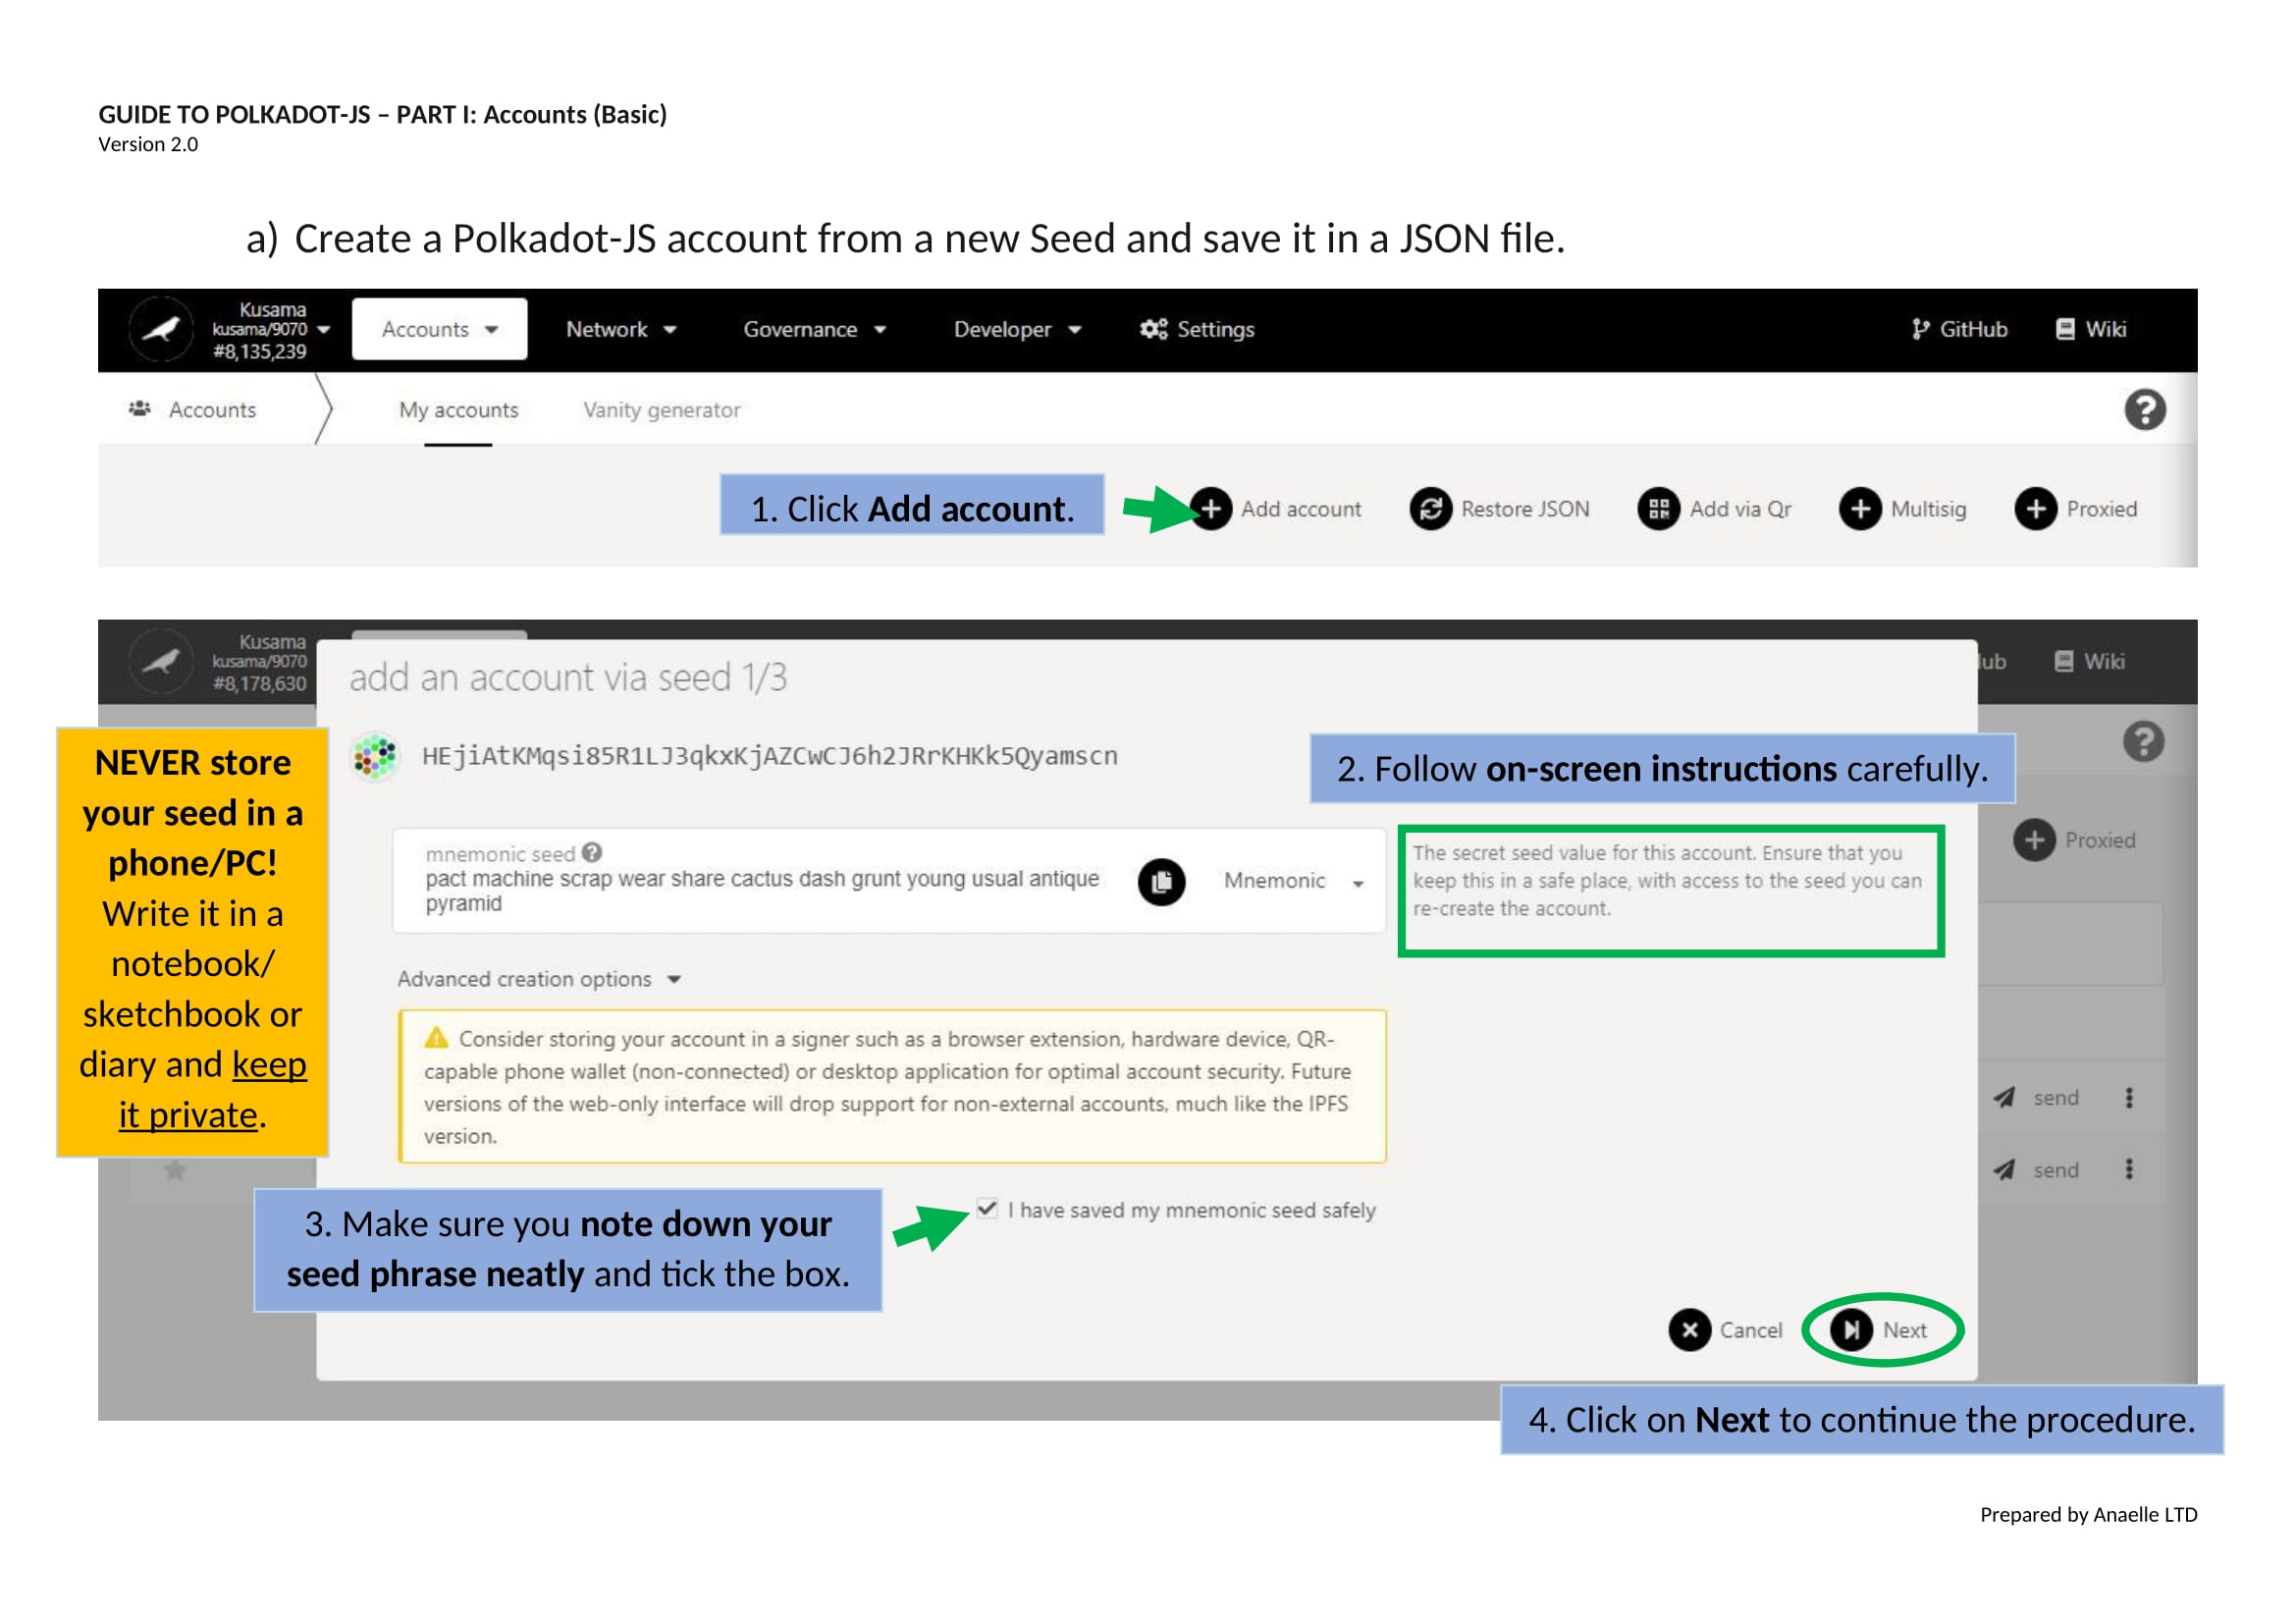 GUIDE TO POLKADOT-JS – PART I: Accounts (Basic)
Version 2.0
a) Create a Polkadot-JS account from a new Seed and save it in a JSON file.
Kusama
kusama/9070
#8,135,239
Accounts
Network
Governance
Developer
Settings
GitHub
Wiki
Accounts
My accounts
Vanity generator
1. Click Add account.
Add account
Restore JSON
Add via Qr
Multisig
Proxied
Kusama
kusama/9070
#8,178,630
add an account via seed 1/3
lub
Wiki
NEVER store
your seed in a
phone/PC!
Write it in a
notebook/
sketchbook or
diary and keep
it private.
HEjiAtKMqsi85R1LJ3qkxKjAZCwCJ6h2JRrKHKk5Qyamscn
2. Follow on-screen instructions carefully.
mnemonic seed
pact machine scrap wear share cactus dash grunt young usual antique
pyramid
Mnemonic
The secret seed value for this account. Ensure that you
keep this in a safe place, with access to the seed you can
re-create the account.
Proxied
Advanced creation options
Consider storing your account in a signer such as a browser extension, hardware device, QR-
capable phone wallet (non-connected) or desktop application for optimal account security. Future
versions of the web-only interface will drop support for non-external accounts, much like the IPFS
version.
send
send
3. Make sure you note down your
seed phrase neatly and tick the box.
I have saved my mnemonic seed safely
Cancel
Next
4. Click on Next to continue the procedure.
Prepared by Anaelle LTD